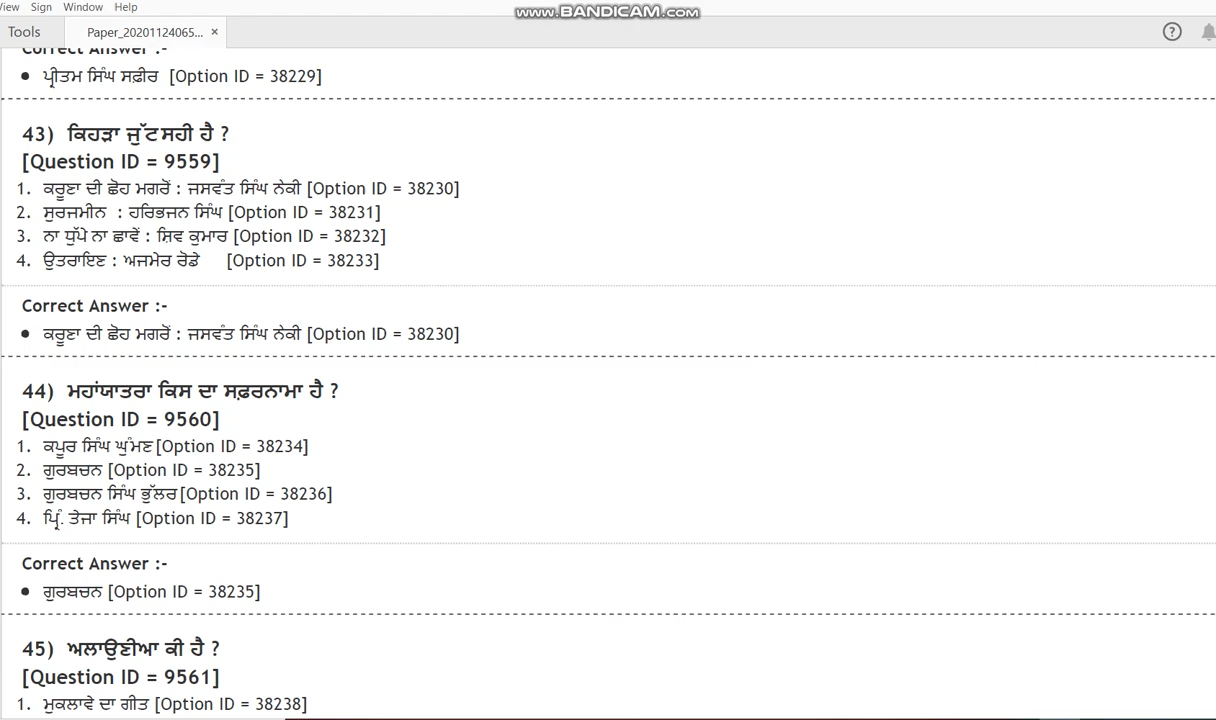 View Sign Window Help
www.BANDICAM.com
Tools Paper_20201124065... × ?
Correct Answer :-
• ਪ੍ਰੀਤਮ ਸਿੰਘ ਸਫ਼ੀਰ [Option ID = 38229]
43) ਕਿਹੜਾ ਜੁੱਟ ਸਹੀ ਹੈ ?
[Question ID = 9559]
1. ਕਰੂਣਾ ਦੀ ਛੋਹ ਮਗਰੋਂ : ਜਸਵੰਤ ਸਿੰਘ ਨੇਕੀ [Option ID = 38230]
2. ਸੁਰਜਮੀਨ : ਹਰਿਭਜਨ ਸਿੰਘ [Option ID = 38231]
3. ਨਾ ਧੁੱਪੇ ਨਾ ਛਾਵੇਂ : ਸ਼ਿਵ ਕੁਮਾਰ [Option ID = 38232]
4. ਉਤਰਾਇਣ : ਅਜਮੇਰ ਰੋਡੇ [Option ID = 38233]
Correct Answer :-
• ਕਰੂਣਾ ਦੀ ਛੋਹ ਮਗਰੋਂ : ਜਸਵੰਤ ਸਿੰਘ ਨੇਕੀ [Option ID = 38230]
44) ਮਹਾਂਯਾਤਰਾ ਕਿਸ ਦਾ ਸਫ਼ਰਨਾਮਾ ਹੈ ?
[Question ID = 9560]
1. ਕਪੂਰ ਸਿੰਘ ਘੁੰਮਣ [Option ID = 38234]
2. ਗੁਰਬਚਨ [Option ID = 38235]
3. ਗੁਰਬਚਨ ਸਿੰਘ ਭੁੱਲਰ [Option ID = 38236]
4. ਪ੍ਰਿੰ. ਤੇਜਾ ਸਿੰਘ [Option ID = 38237]
Correct Answer :-
• ਗੁਰਬਚਨ [Option ID = 38235]
45) ਅਲਾਉਣੀਆ ਕੀ ਹੈ ?
[Question ID = 9561]
1. ਮੁਕਲਾਵੇ ਦਾ ਗੀਤ [Option ID = 38238]